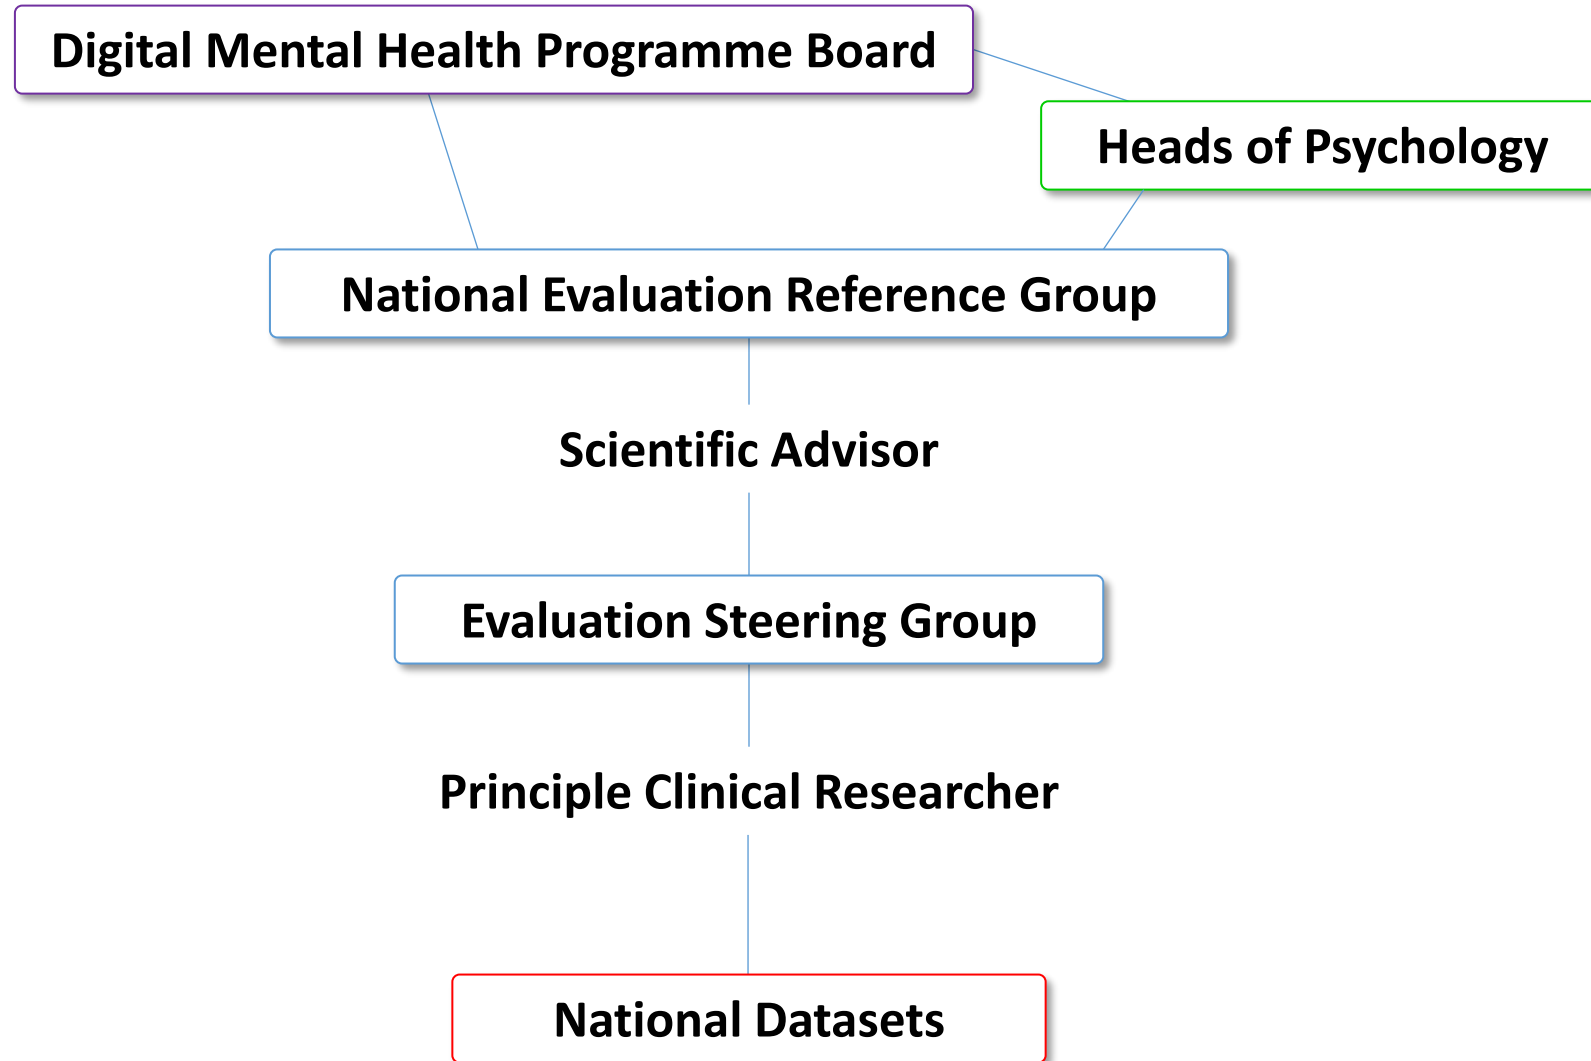 Digital Mental Health Programme Board
Heads of Psychology
National Evaluation Reference Group
Scientific Advisor
Evaluation Steering Group
Principle Clinical Researcher
National Datasets